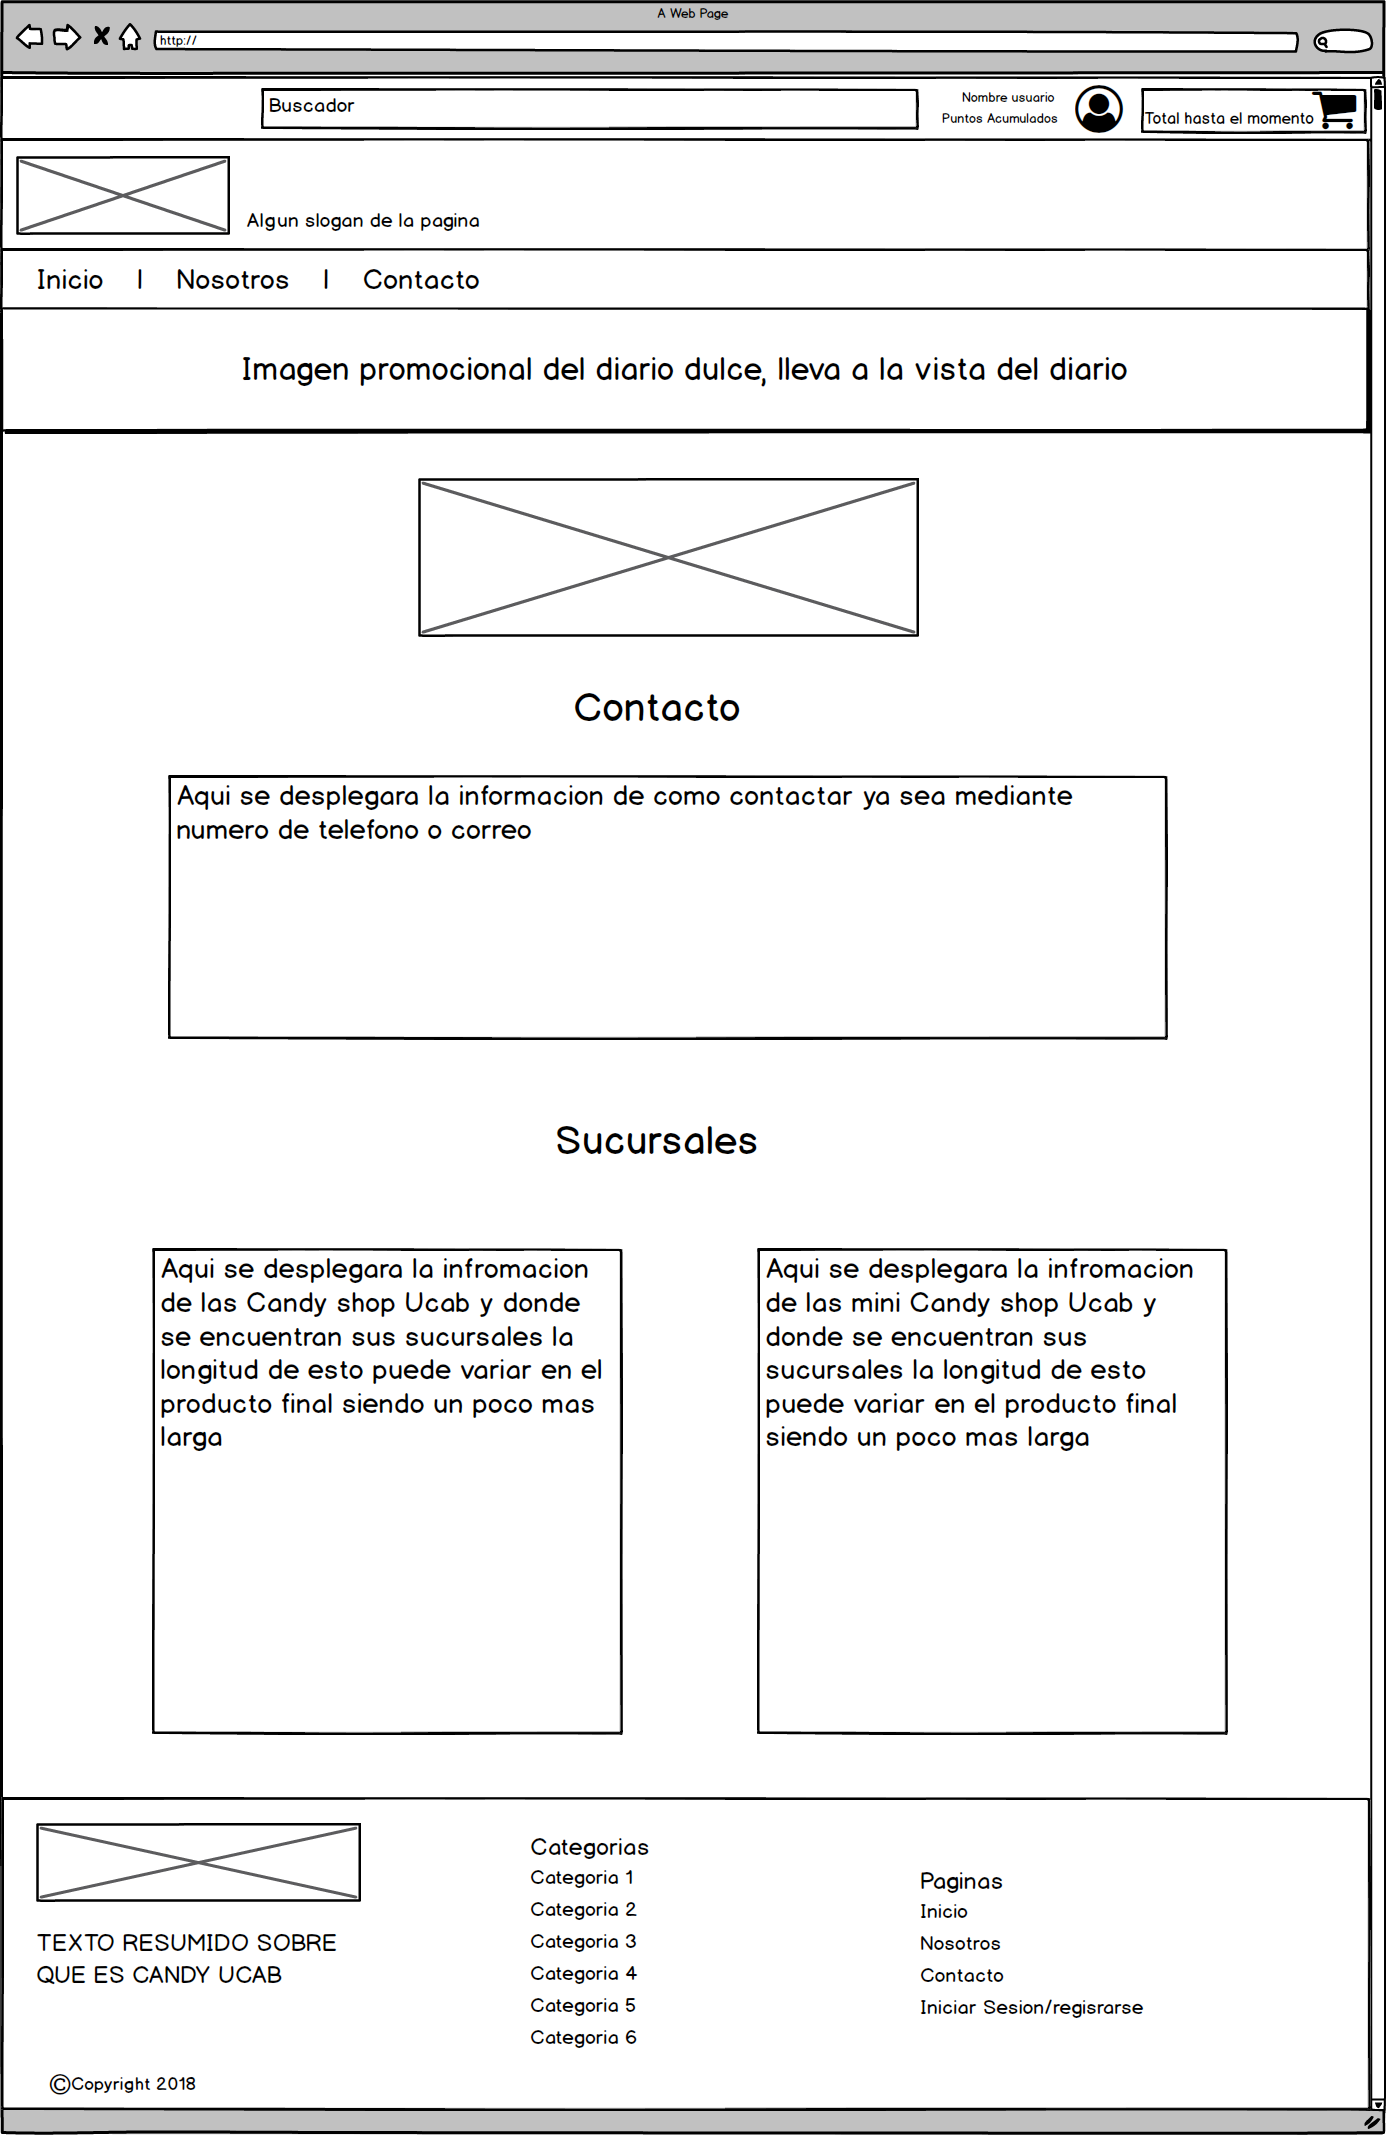 A Web Page
http://
Buscador
Nombre usuario
Puntos Acumulados
Total hasta el momento
Algun slogan de la pagina
Inicio | Nosotros | Contacto
Imagen promocional del diario dulce, lleva a la vista del diario
Contacto
Aqui se desplegara la informacion de como contactar ya sea mediante
numero de telefono o correo
Sucursales
Aqui se desplegara la infromacion
de las Candy shop Ucab y donde
se encuentran sus sucursales la
longitud de esto puede variar en el
producto final siendo un poco mas
larga
Aqui se desplegara la infromacion
de las mini Candy shop Ucab y
donde se encuentran sus
sucursales la longitud de esto
puede variar en el producto final
siendo un poco mas larga
TEXTO RESUMIDO SOBRE
QUE ES CANDY UCAB
Categorias
Categoria 1
Categoria 2
Categoria 3
Categoria 4
Categoria 5
Categoria 6
Paginas
Inicio
Nosotros
Contacto
Iniciar Sesion/regisrarse
©Copyright 2018